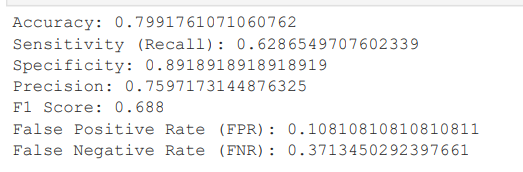 Accuracy: 0.7991761071060762
Sensitivity (Recall): 0.6286549707602339
Specificity: 0.8918918918918919
Precision: 0.7597173144876325
F1 Score: 0.688
False Positive Rate (FPR): 0.10810810810810811
False Negative Rate (FNR): 0.3713450292397661